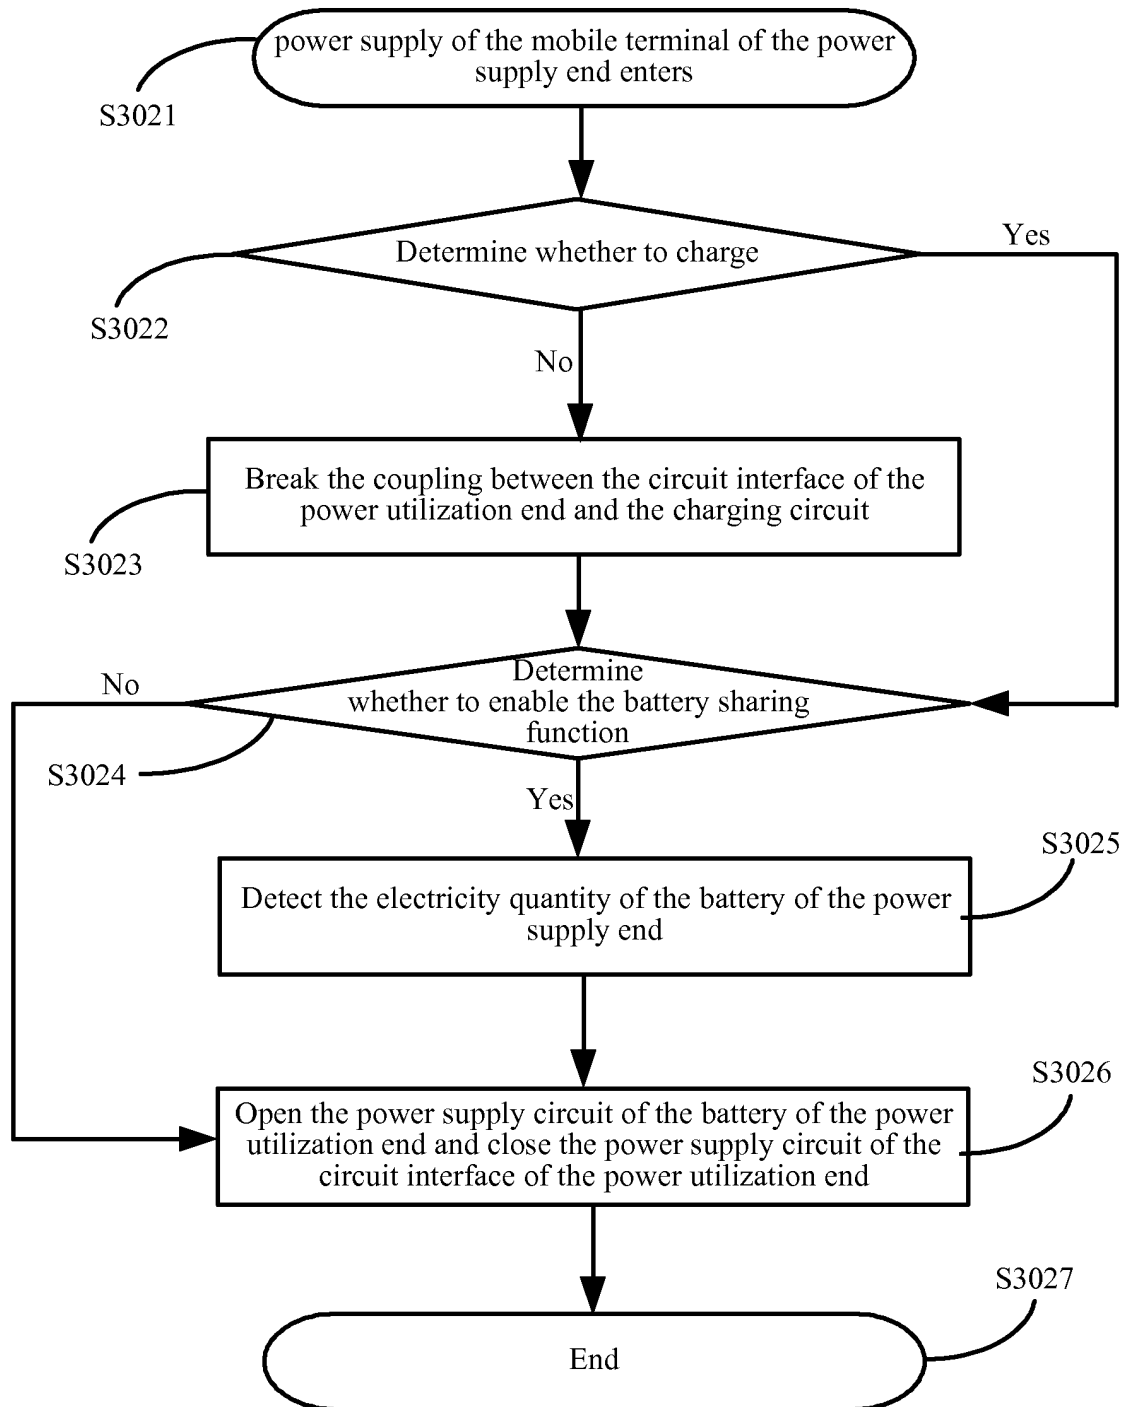 power supply of the mobile terminal of the power
supply end enters
S3021
Determine whether to charge
Yes
S3022
No
Break the coupling between the circuit interface of the
power utilization end and the charging circuit
S3023
No
Determine
whether to enable the battery sharing
function
S3024
Yes
S3025
Detect the electricity quantity of the battery of the power
supply end
S3026
Open the power supply circuit of the battery of the power
utilization end and close the power supply circuit of the
circuit interface of the power utilization end
S3027
End